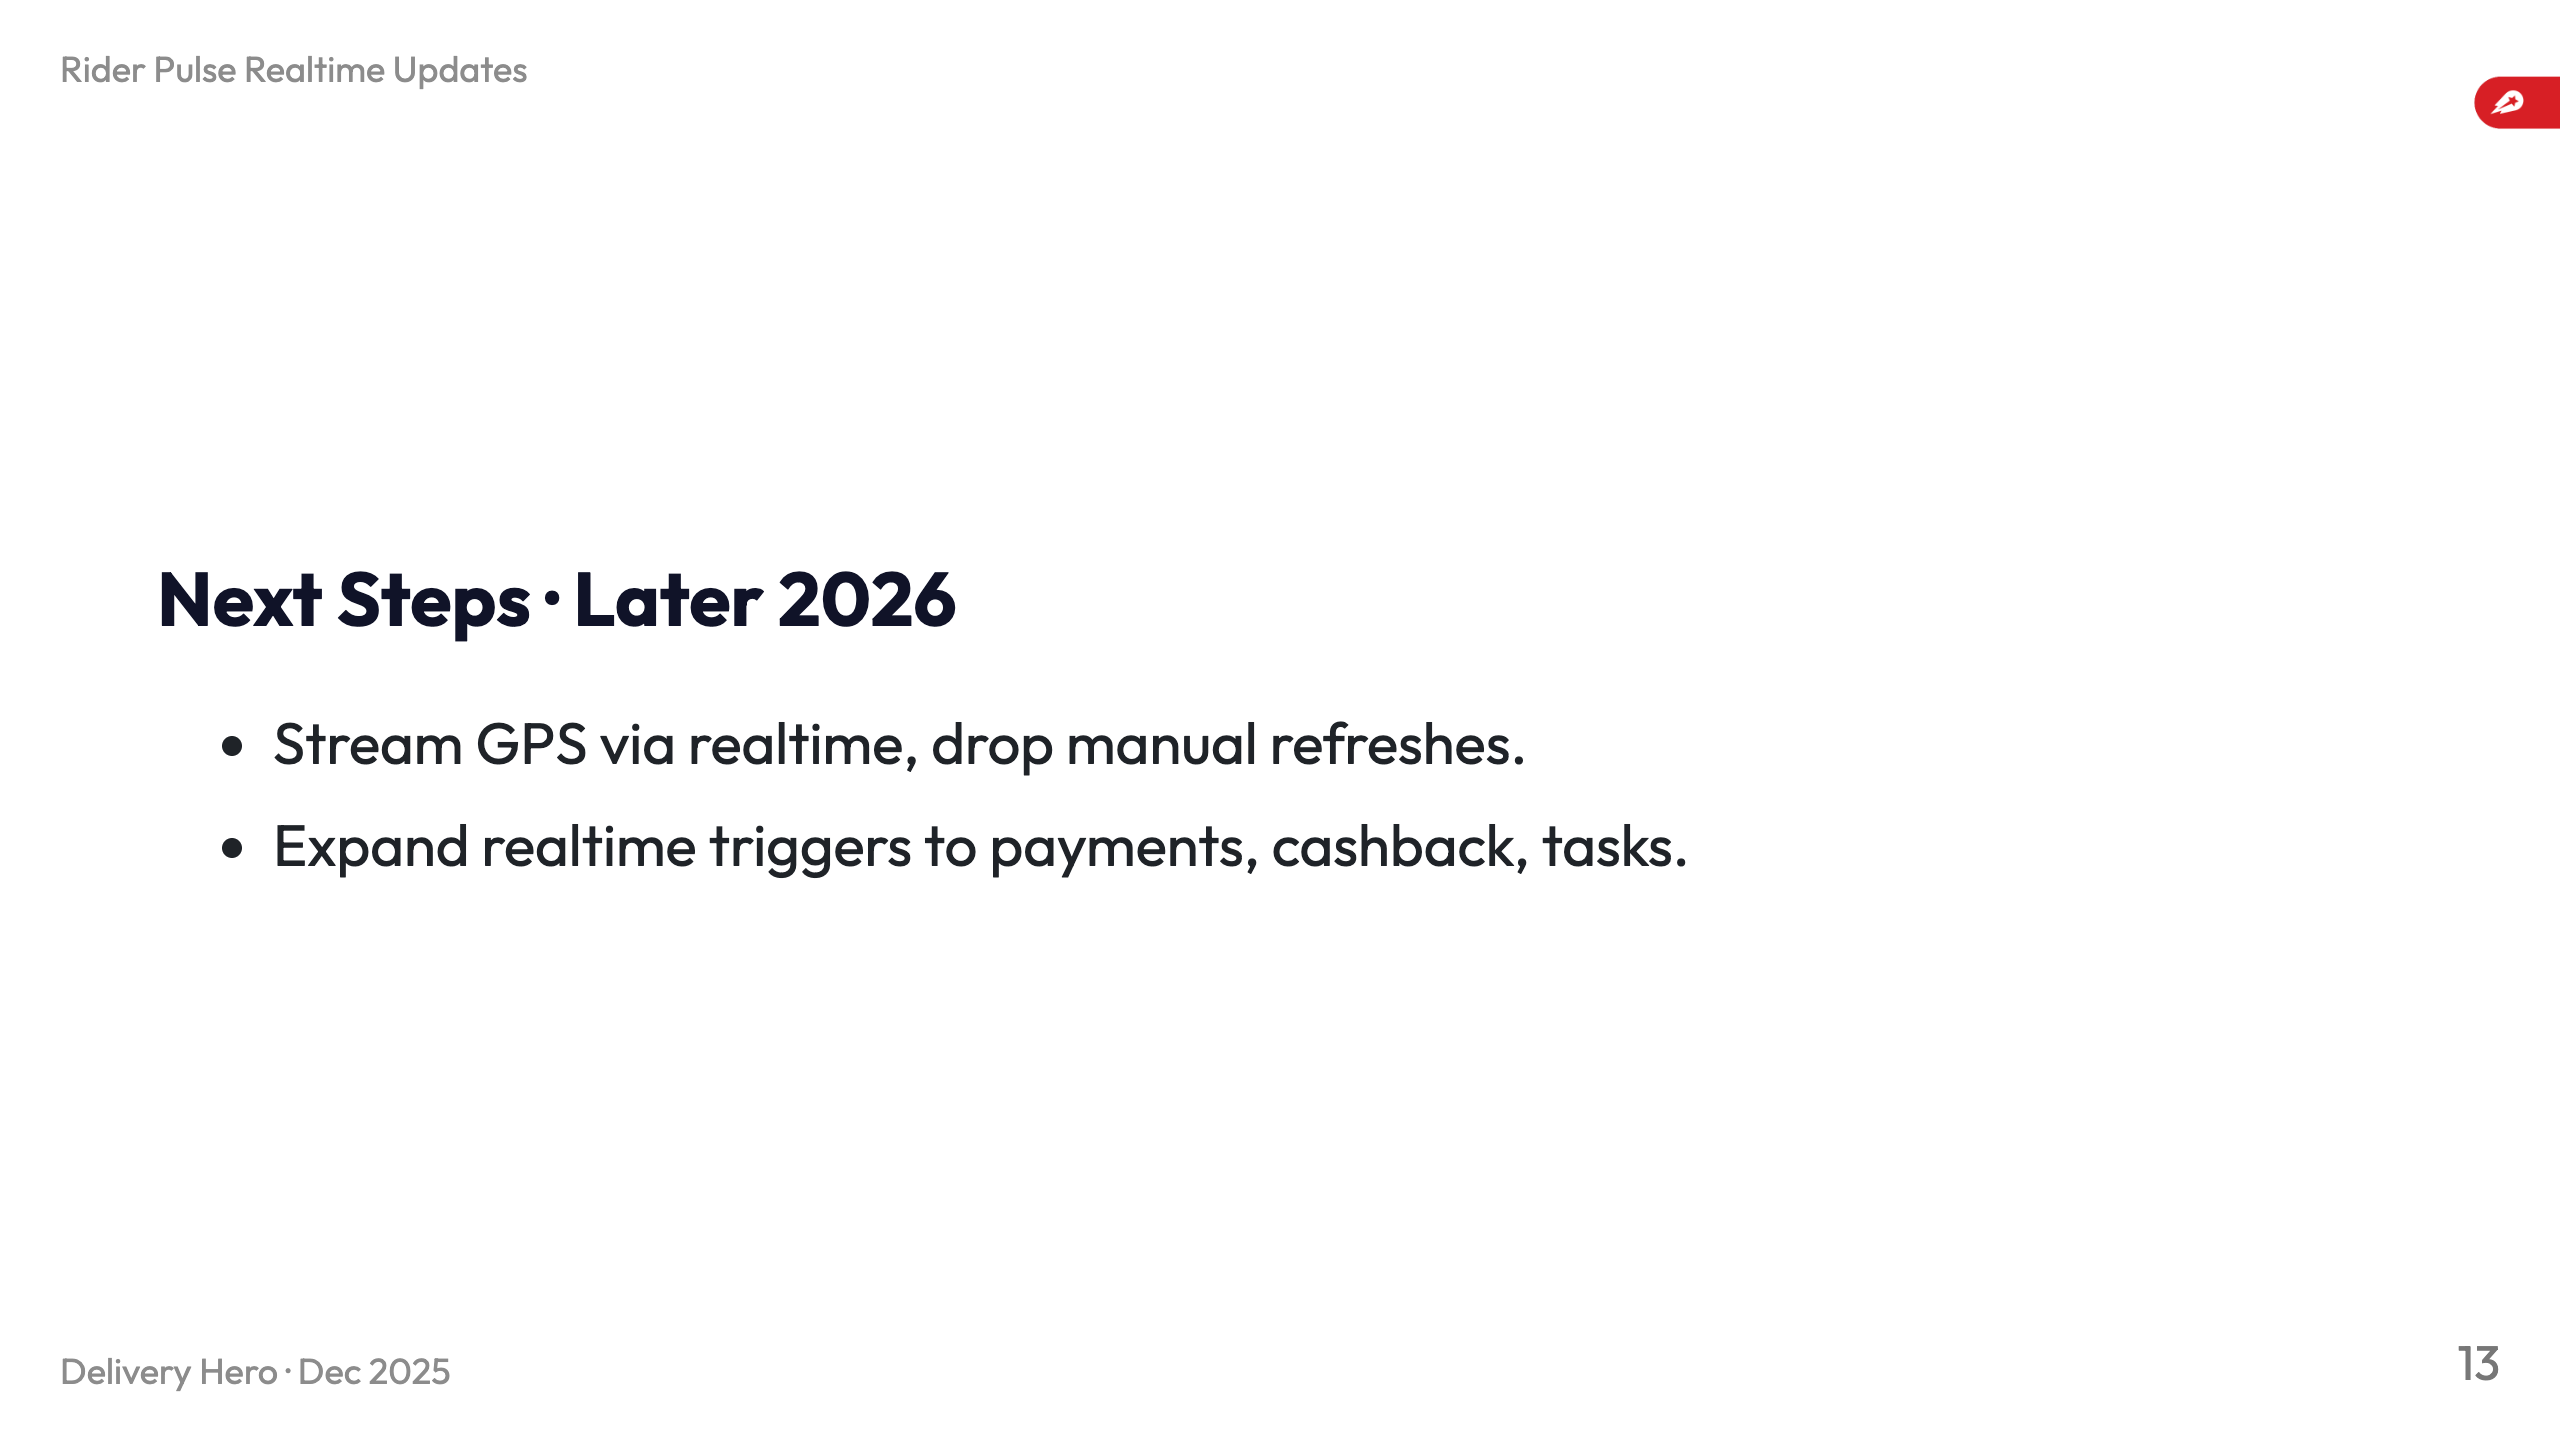 Rider Pulse Realtime Updates
Next Steps · Later 2026
• Stream GPS via realtime, drop manual refreshes.
• Expand realtime triggers to payments, cashback, tasks.
Delivery Hero · Dec 2025
13